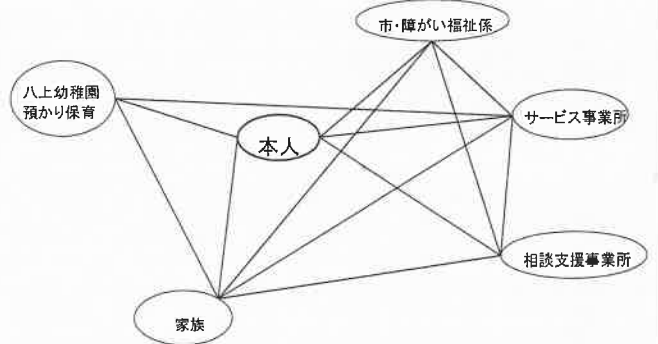 市・障がい福祉係
八上幼稚園
預かり保育
サービス事業所
本人
相談支援事業所
家族